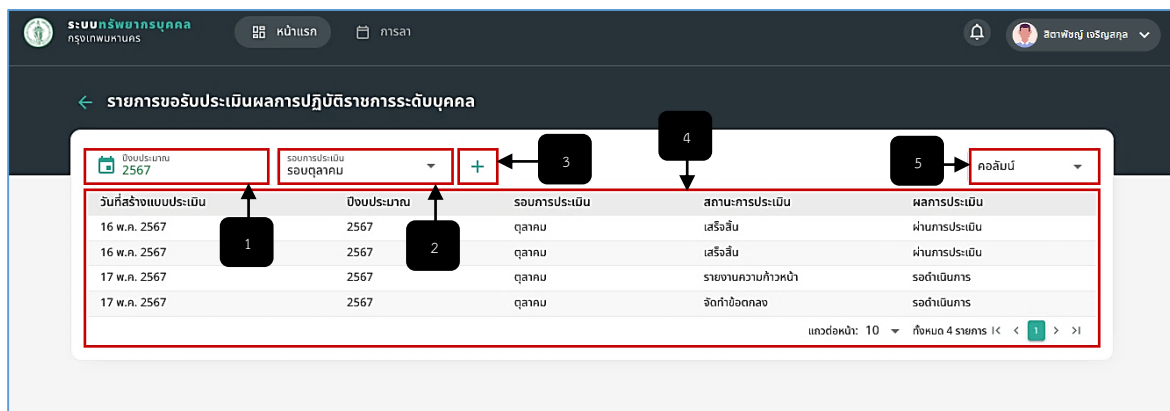 ระบบทรัพยากรบุคคล
กรุงเทพมหานคร
หน้าแรก
การลา
สิตาพัชญ์ เจริญสกุล
รายการขอรับประเมินผลการปฏิบัติราชการระดับบุคคล
4
ปีงบประมาณ
2567
รอบการประเมิน
รอบตุลาคม
+
3
5
คอลัมน์
วันที่สร้างแบบประเมิน ปีงบประมาณ รอบการประเมิน สถานะการประเมิน ผลการประเมิน
16 พ.ค. 2567 2567 ตุลาคม เสร็จสิ้น ผ่านการประเมิน
1
2
16 พ.ค. 2567 2567 ตุลาคม เสร็จสิ้น ผ่านการประเมิน
17 พ.ค. 2567 2567 ตุลาคม รายงานความก้าวหน้า รอดำเนินการ
17 พ.ค. 2567 2567 ตุลาคม จัดทำข้อตกลง รอดำเนินการ
แถวต่อหน้า: 10 ทั้งหมด 4 รายการ |< < 1 > >|